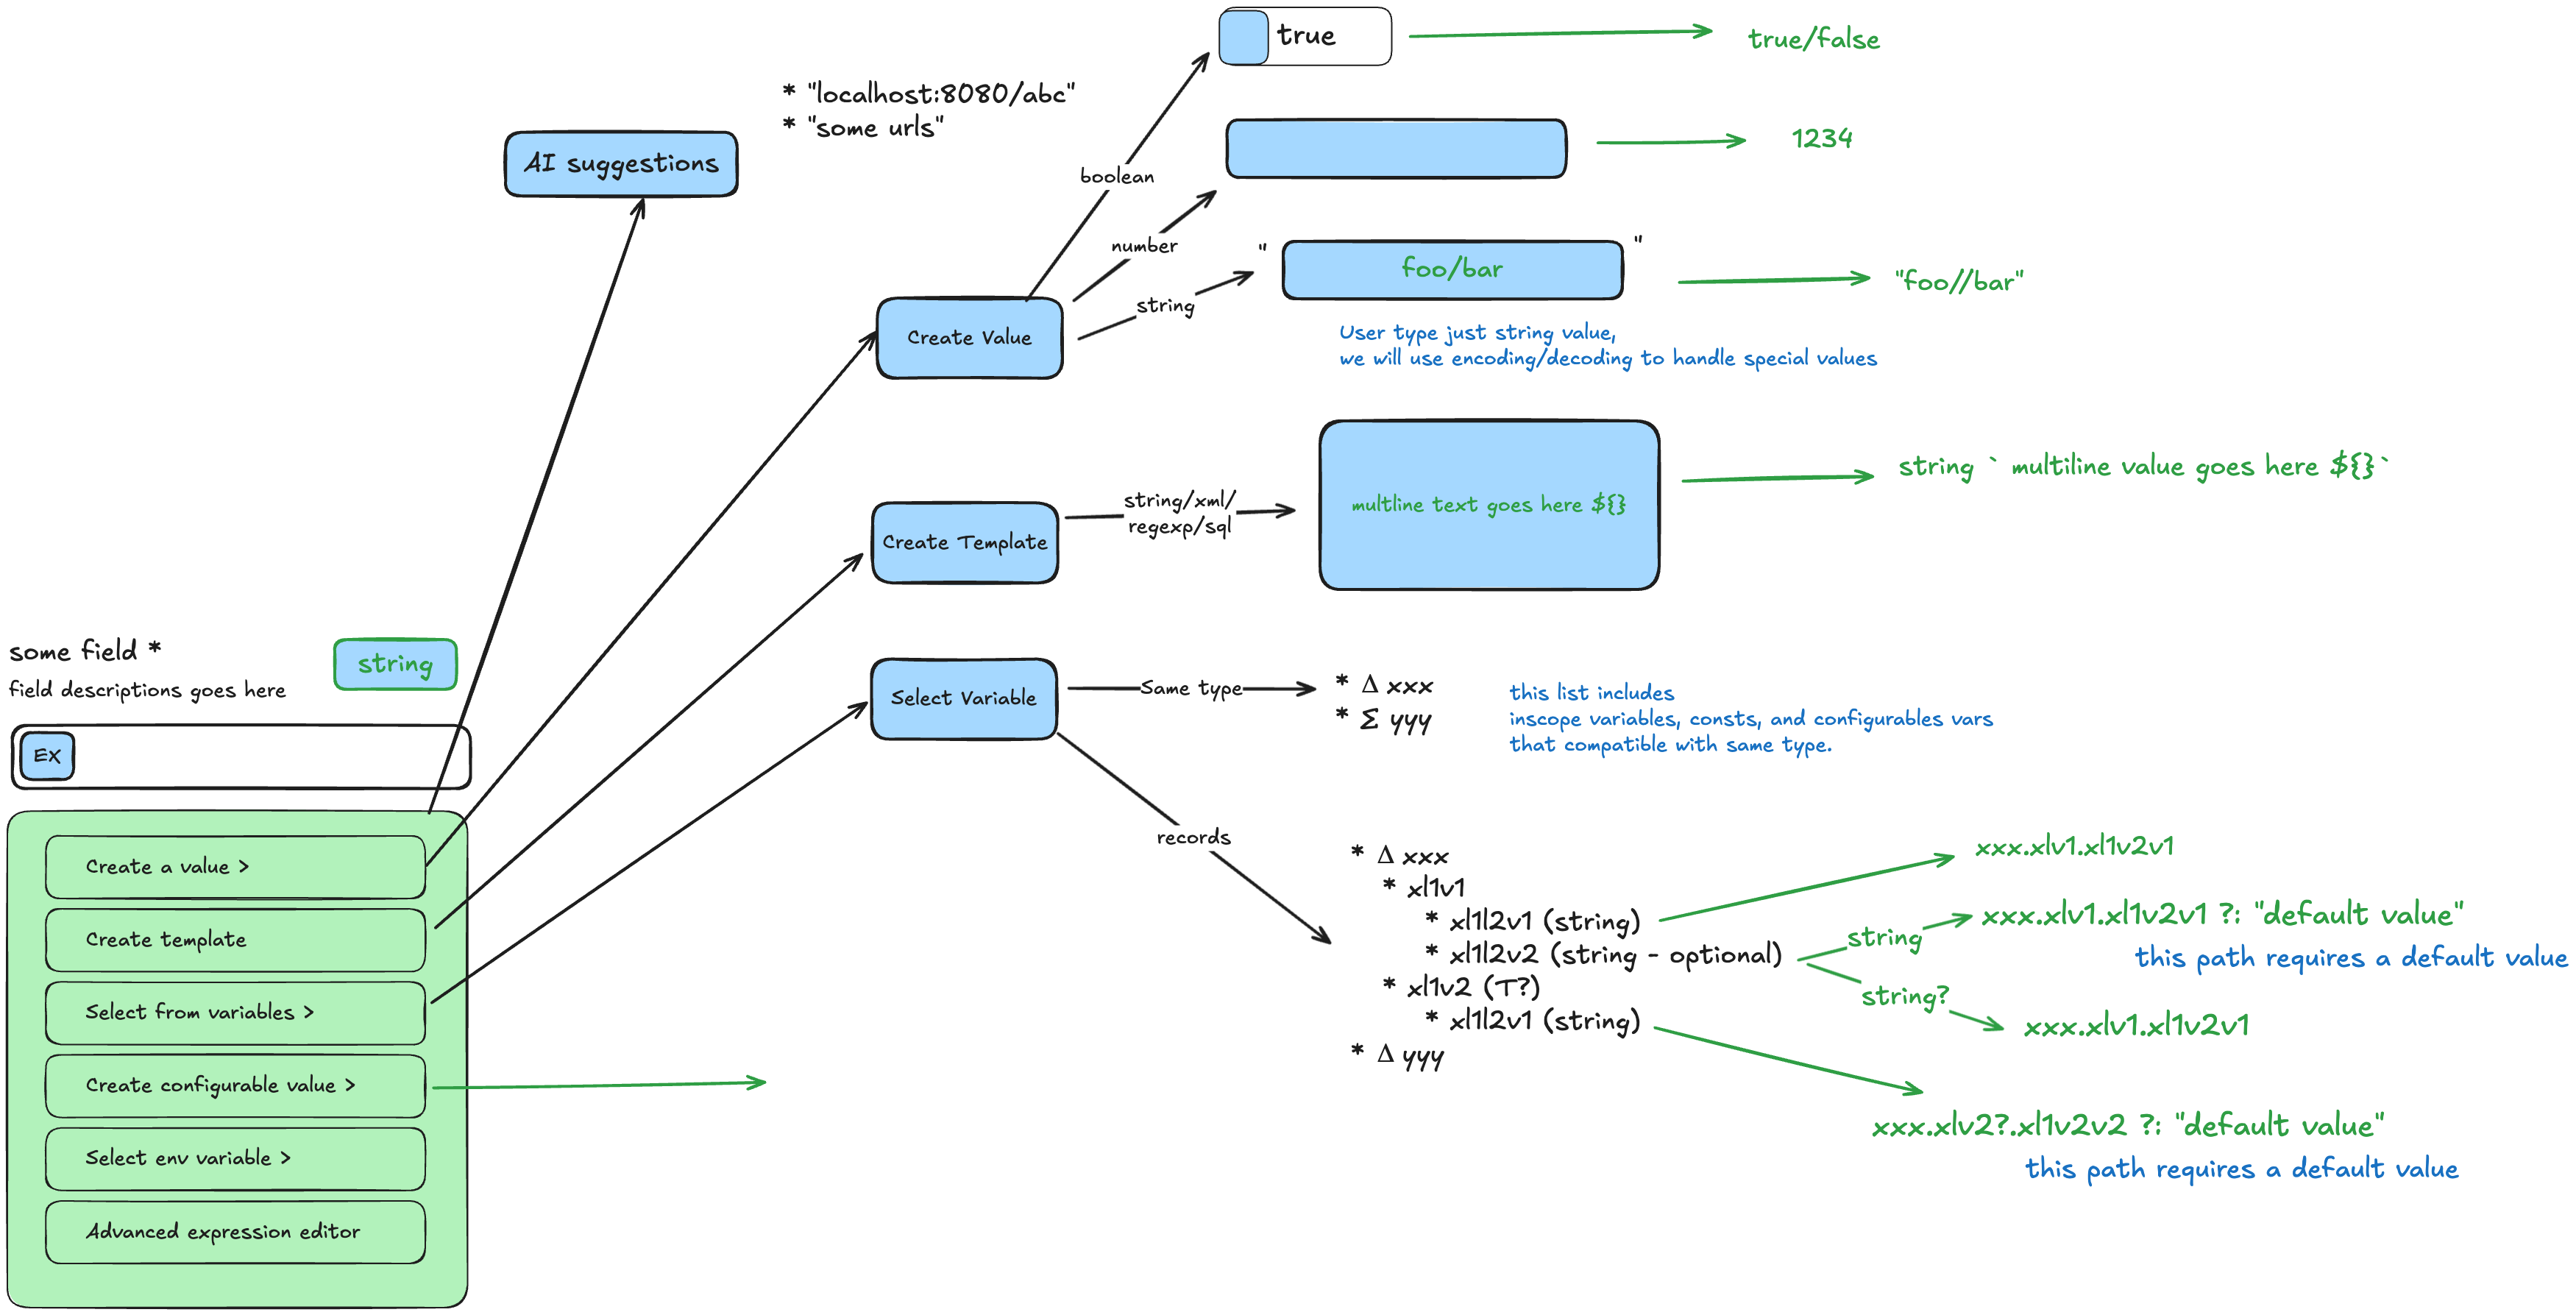 true
true/false
* "localhost:8080/abc"
* "some urls"
AI suggestions
boolean
1234
number
" foo/bar "
string
"foo//bar"
Create Value
User type just string value,
we will use encoding/decoding to handle special values
string ` multiline value goes here ${}`
string/xml/
regexp/sql
multline text goes here ${}
Create Template
some field *
string
field descriptions goes here
Select Variable
Same type
* Δ xxx
* Σ yyy
this list includes
inscope variables, consts, and configurables vars
that compatible with same type.
EX
records
Create a value >
Create template
Select from variables >
Create configurable value >
Select env variable >
Advanced expression editor
* Δ xxx
* xl1v1
* xl1l2v1 (string)
* xl1l2v2 (string - optional)
* xl1v2 (T?)
* xl1l2v1 (string)
* Δ yyy
xxx.xlv1.xl1v2v1
string
xxx.xlv1.xl1v2v1 ?: "default value"
this path requires a default value
string?
xxx.xlv1.xl1v2v1
xxx.xlv2?.xl1v2v2 ?: "default value"
this path requires a default value